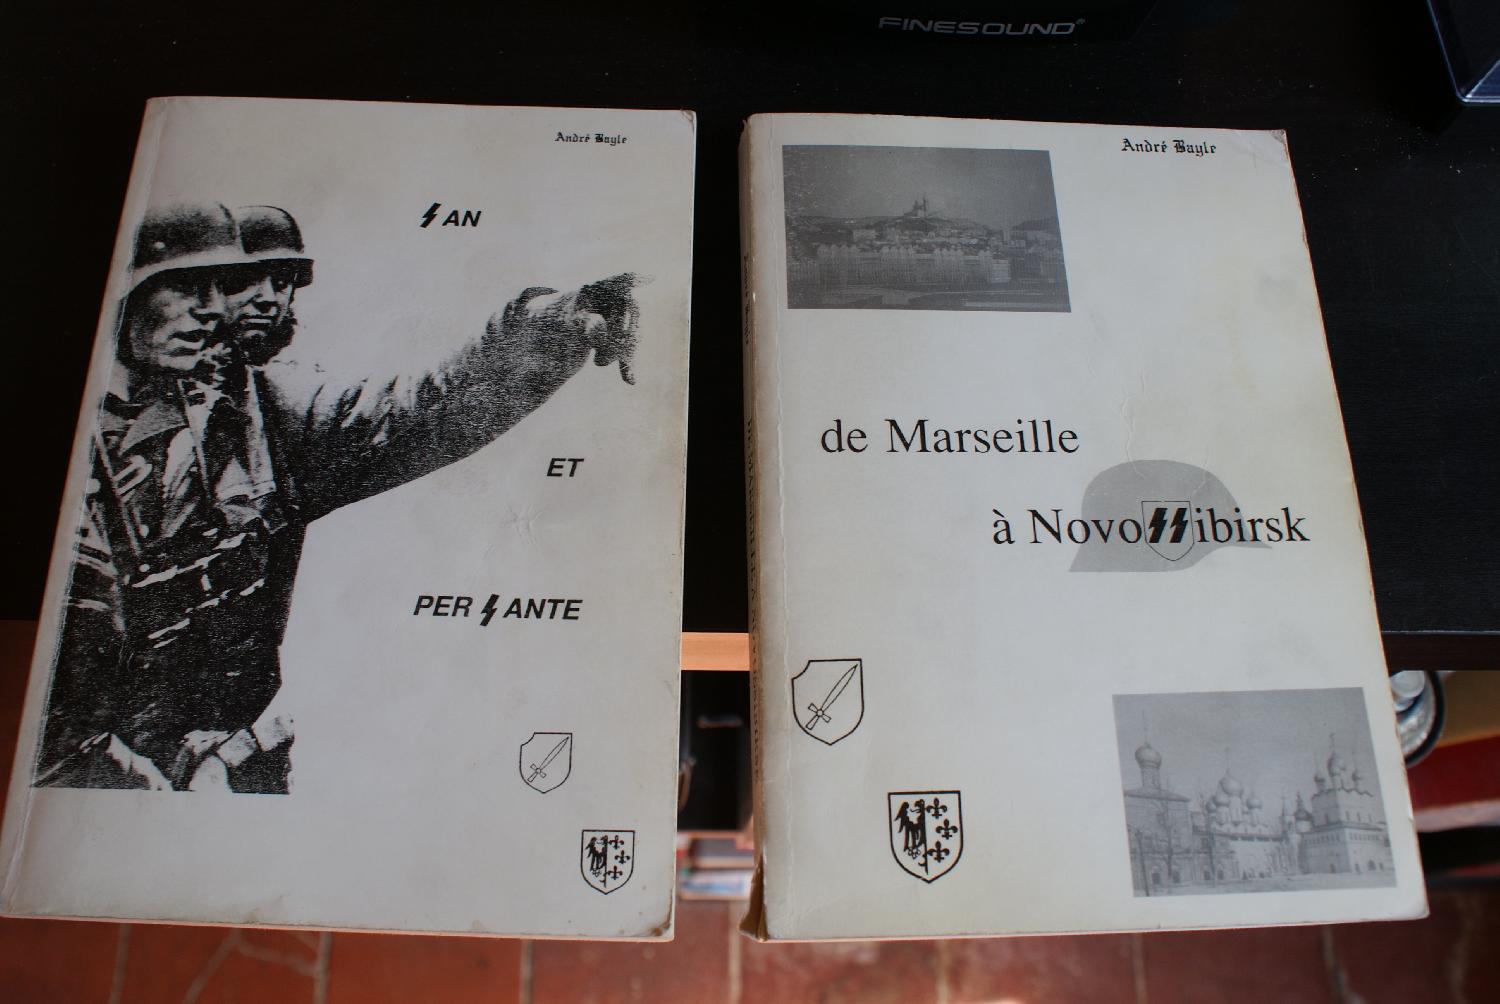 FINESOUND®
André Bayle
ϟAN
ET
PERϟANTE
André Bayle
de Marseille
à Novoϟϟibirsk